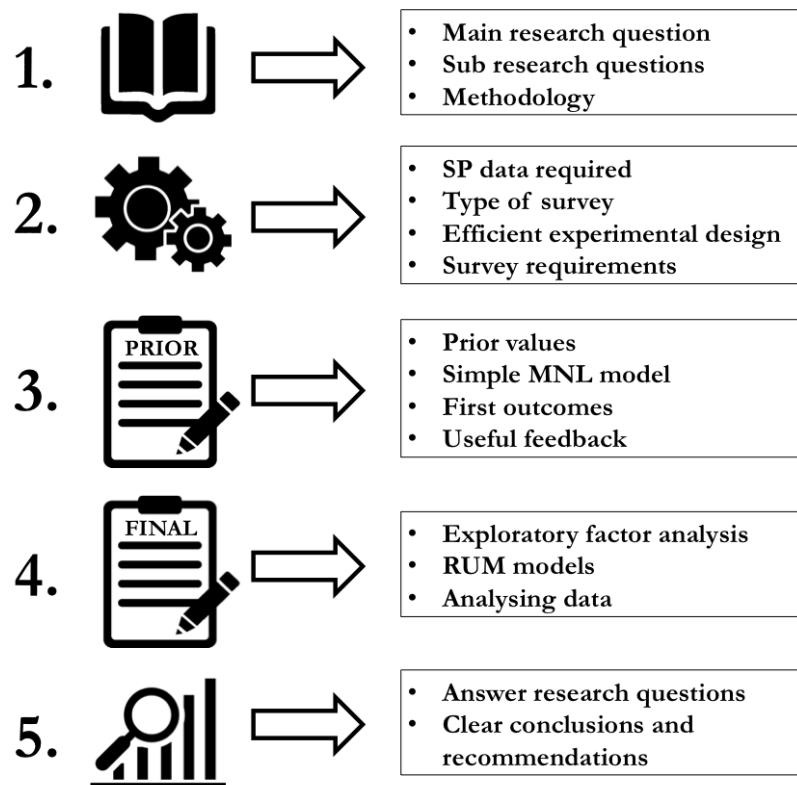 1.
• Main research question
• Sub research questions
• Methodology
2.
• SP data required
• Type of survey
• Efficient experimental design
• Survey requirements
3.
PRIOR
• Prior values
• Simple MNL model
• First outcomes
• Useful feedback
4.
FINAL
• Exploratory factor analysis
• RUM models
• Analysing data
5.
• Answer research questions
• Clear conclusions and
recommendations